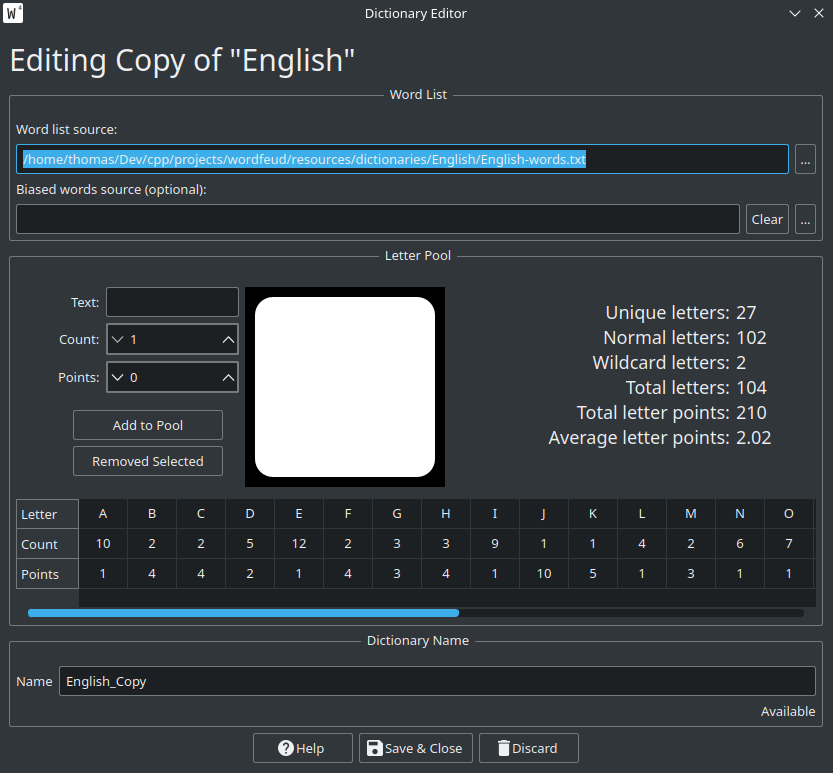 W4 Dictionary Editor
Editing Copy of "English"
Word List
Word list source:
/home/thomas/Dev/cpp/projects/wordfeud/resources/dictionaries/English/English-words.txt ...
Biased words source (optional):
Clear ...
Letter Pool
Text:
Count: 1
Points: 0
Add to Pool
Removed Selected
Unique letters: 27
Normal letters: 102
Wildcard letters: 2
Total letters: 104
Total letter points: 210
Average letter points: 2.02
Letter A B C D E F G H I J K L M N O
Count 10 2 2 5 12 2 3 3 9 1 1 4 2 6 7
Points 1 4 4 2 1 4 3 4 1 10 5 1 3 1 1
Dictionary Name
Name English_Copy
Available
Help Save & Close Discard